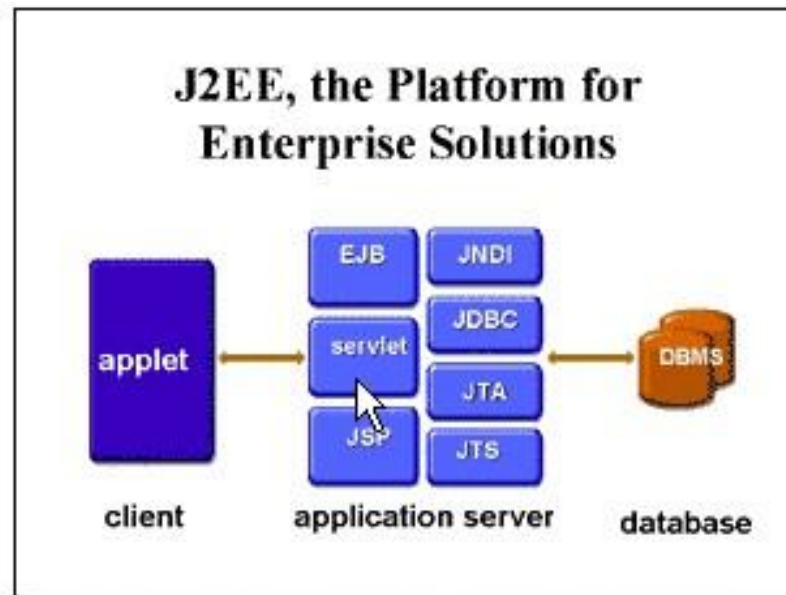 J2EE, the Platform for
Enterprise Solutions
applet
EJB
servlet
JSP
JNDI
JDBC
JTA
JTS
DBMS
client
application server
database